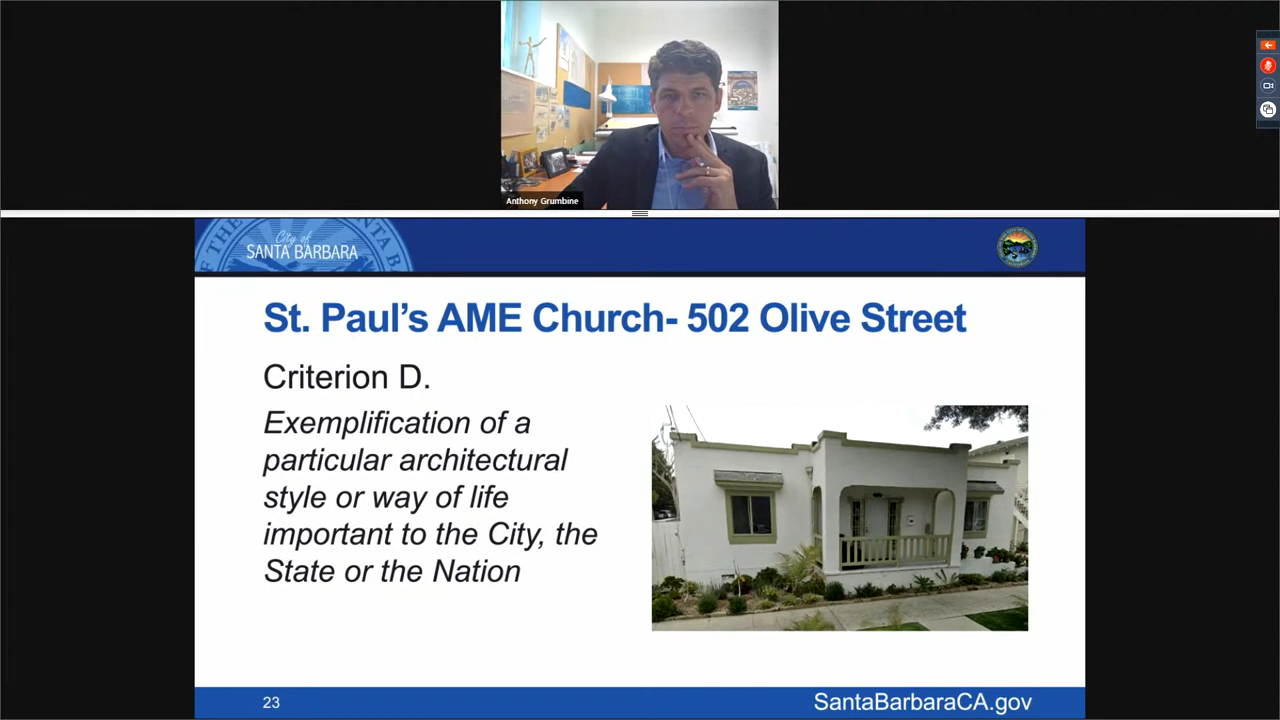 Anthony Grumbine
City of
SANTA BARBARA
St. Paul's AME Church- 502 Olive Street
Criterion D.
Exemplification of a
particular architectural
style or way of life
important to the City, the
State or the Nation
23
SantaBarbaraCA.gov